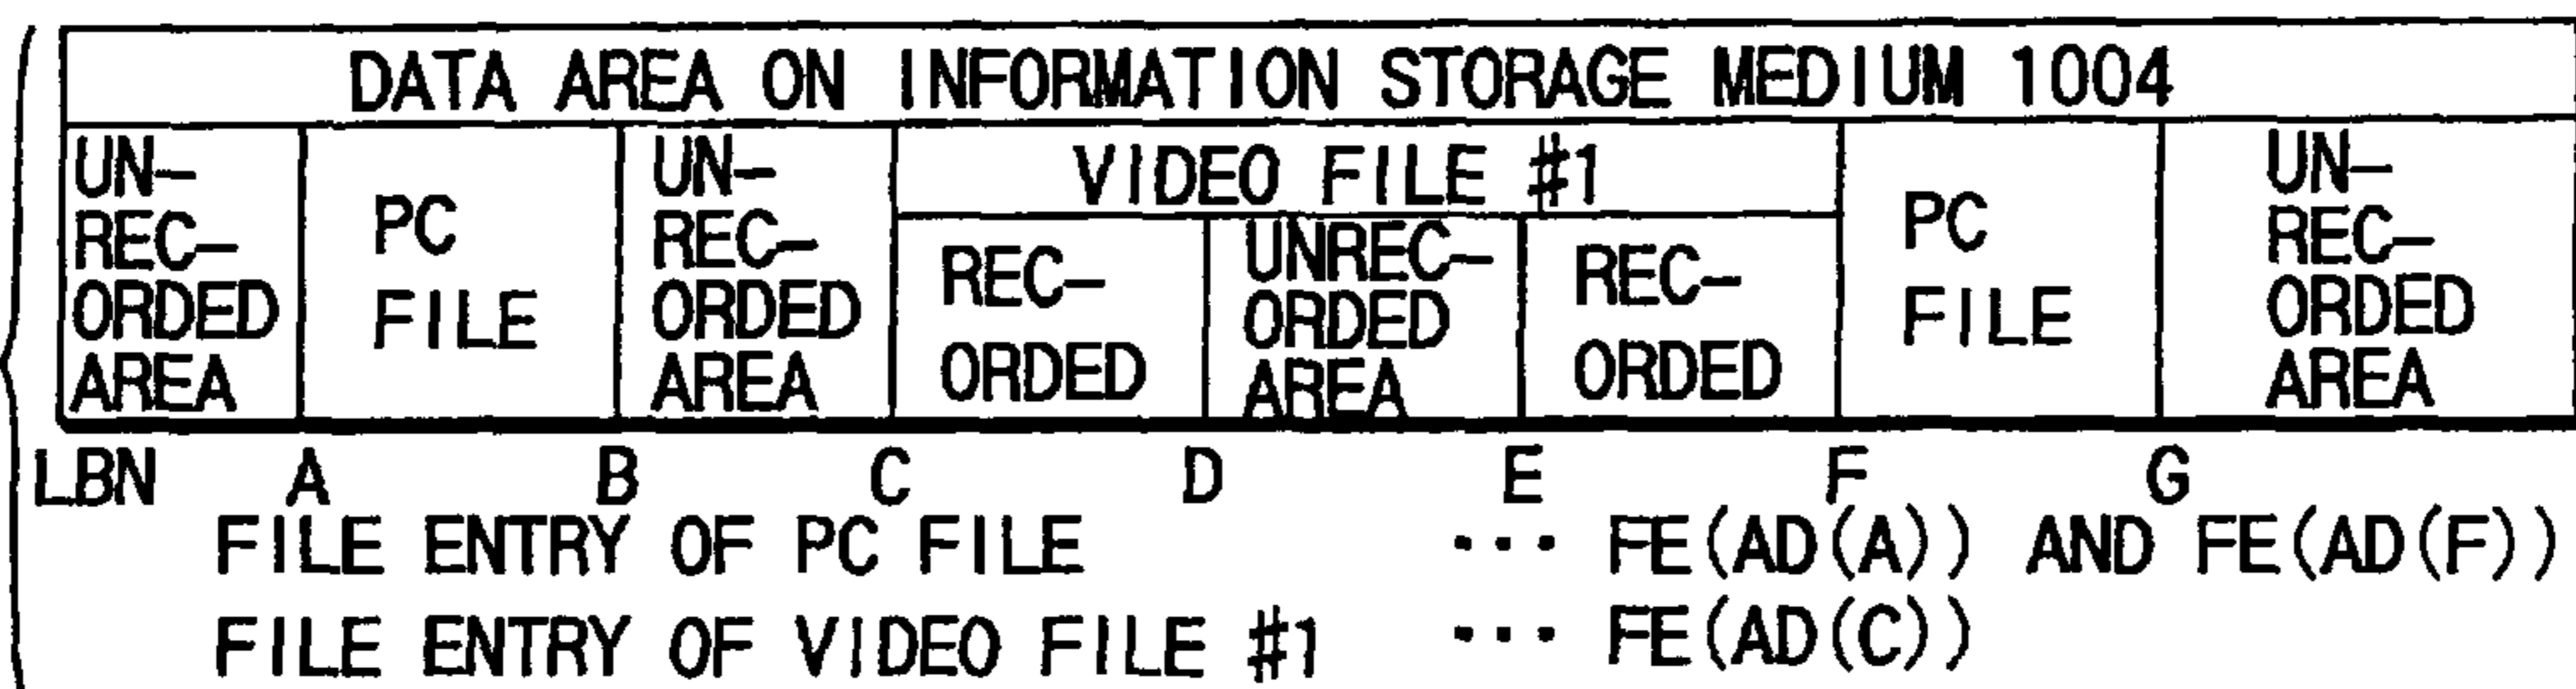 DATA AREA ON INFORMATION STORAGE MEDIUM 1004
UN-
REC-
ORDED
AREA
PC
FILE
UN-
REC-
ORDED
AREA
VIDEO FILE #1
REC-
ORDED
UNREC-
ORDED
AREA
REC-
ORDED
PC
FILE
UN-
REC-
ORDED
AREA
LBN A B C D E F G
FILE ENTRY OF PC FILE ··· FE(AD(A)) AND FE(AD(F))
FILE ENTRY OF VIDEO FILE #1 ··· FE(AD(C))